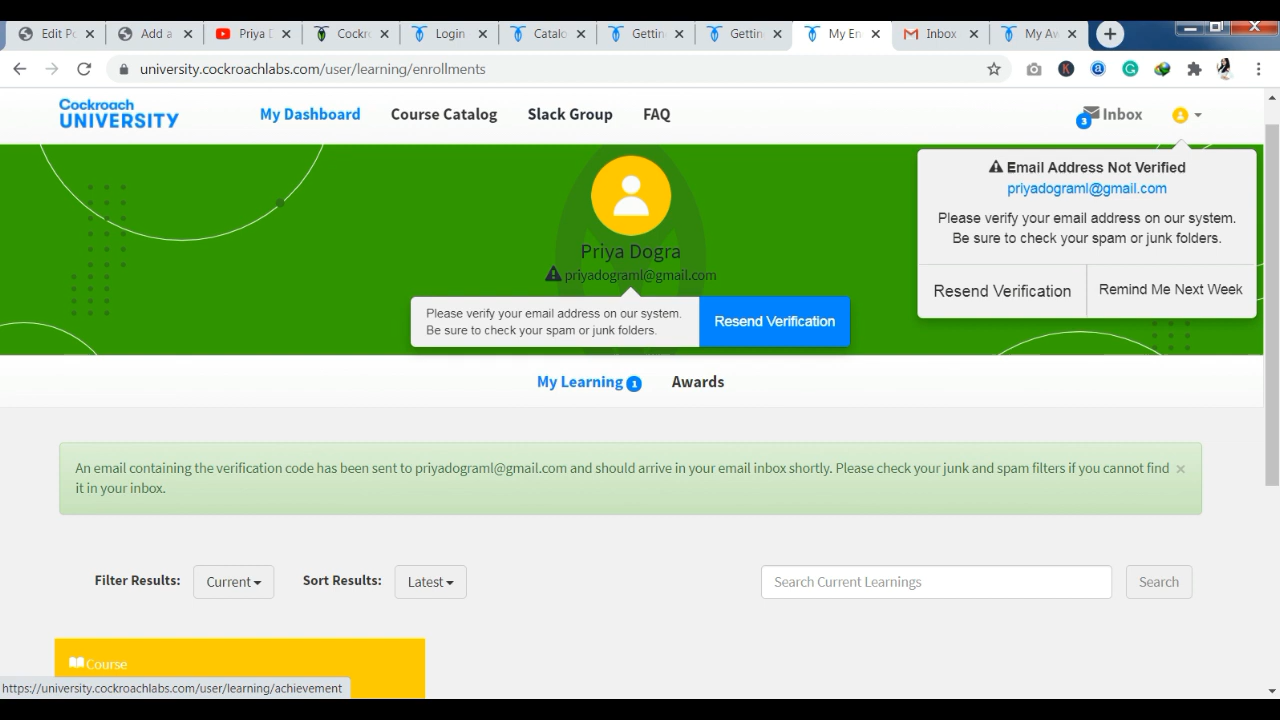 Edit Po
Add a
Priya D
Cockro
Login
Catalo
Gettin
Gettin
My En
Inbox
My Aw
university.cockroachlabs.com/user/learning/enrollments
Cockroach
UNIVERSITY
My Dashboard
Course Catalog
Slack Group
FAQ
3
Inbox
Email Address Not Verified
priyadograml@gmail.com
Please verify your email address on our system.
Be sure to check your spam or junk folders.
Resend Verification
Remind Me Next Week
Priya Dogra
priyadograml@gmail.com
Please verify your email address on our system.
Be sure to check your spam or junk folders.
Resend Verification
My Learning 1
Awards
An email containing the verification code has been sent to priyadograml@gmail.com and should arrive in your email inbox shortly. Please check your junk and spam filters if you cannot find
it in your inbox.
Filter Results:
Current
Sort Results:
Latest
Search Current Learnings
Search
Course
https://university.cockroachlabs.com/user/learning/achievement